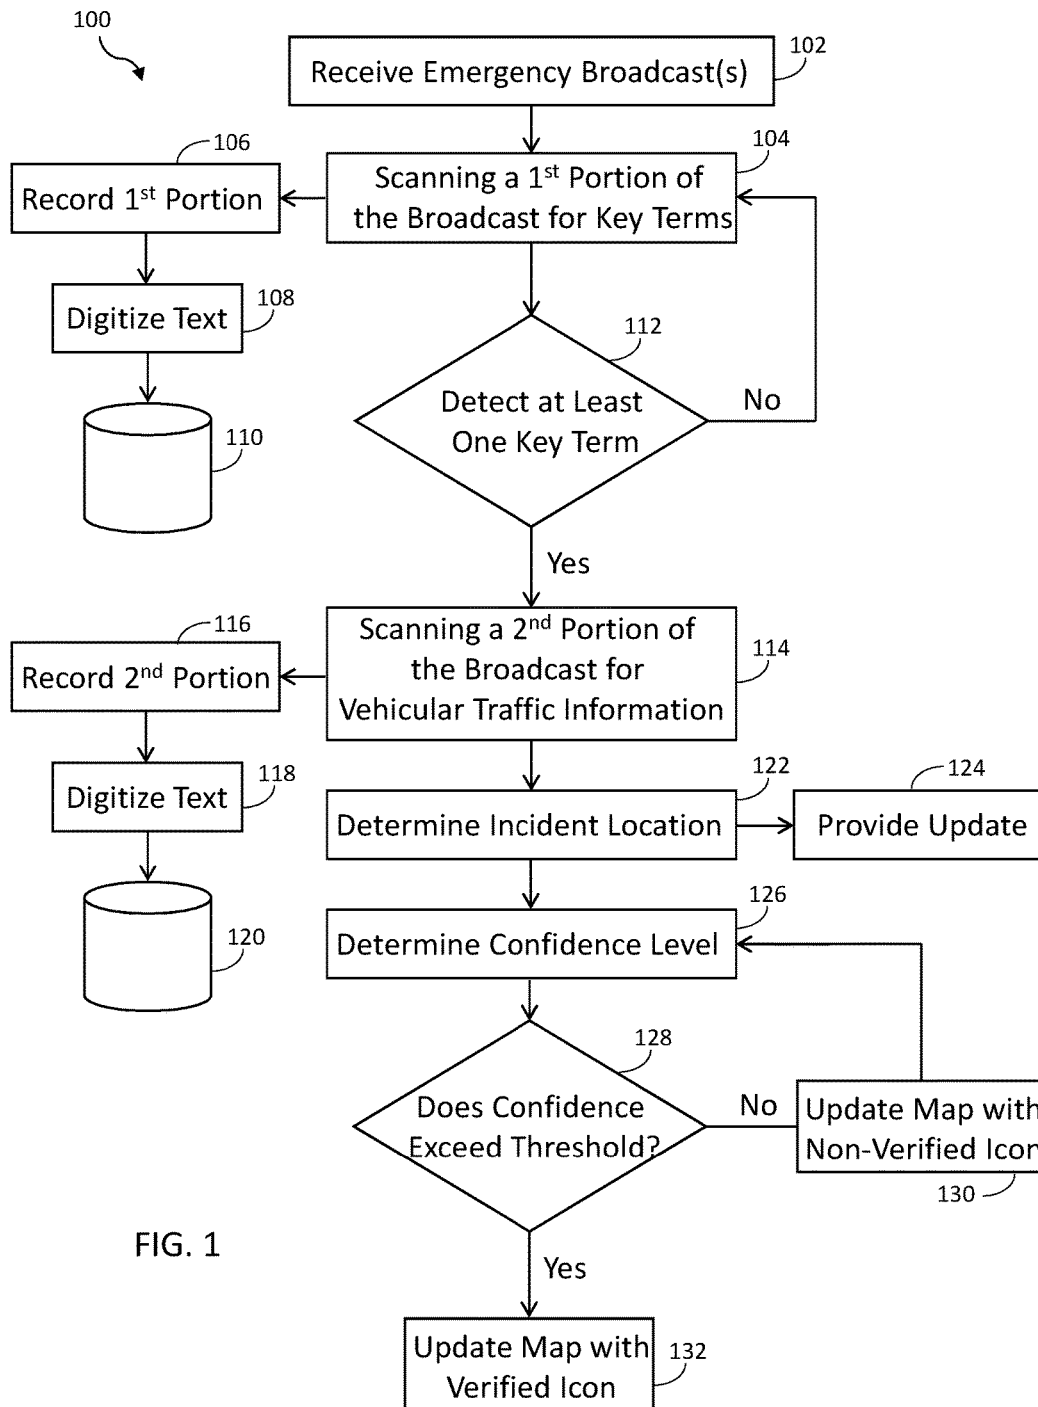 100
Receive Emergency Broadcast(s)
102
106
Record 1st Portion
Scanning a 1st Portion of
the Broadcast for Key Terms
104
Digitize Text
108
110
112
Detect at Least
One Key Term
No
Yes
116
Record 2nd Portion
Scanning a 2nd Portion of
the Broadcast for
Vehicular Traffic Information
114
Digitize Text
118
120
Determine Incident Location
122
124
Provide Update
Determine Confidence Level
126
128
Does Confidence
Exceed Threshold?
No
Update Map with
Non-Verified Icon
130
FIG. 1
Yes
Update Map with
Verified Icon
132